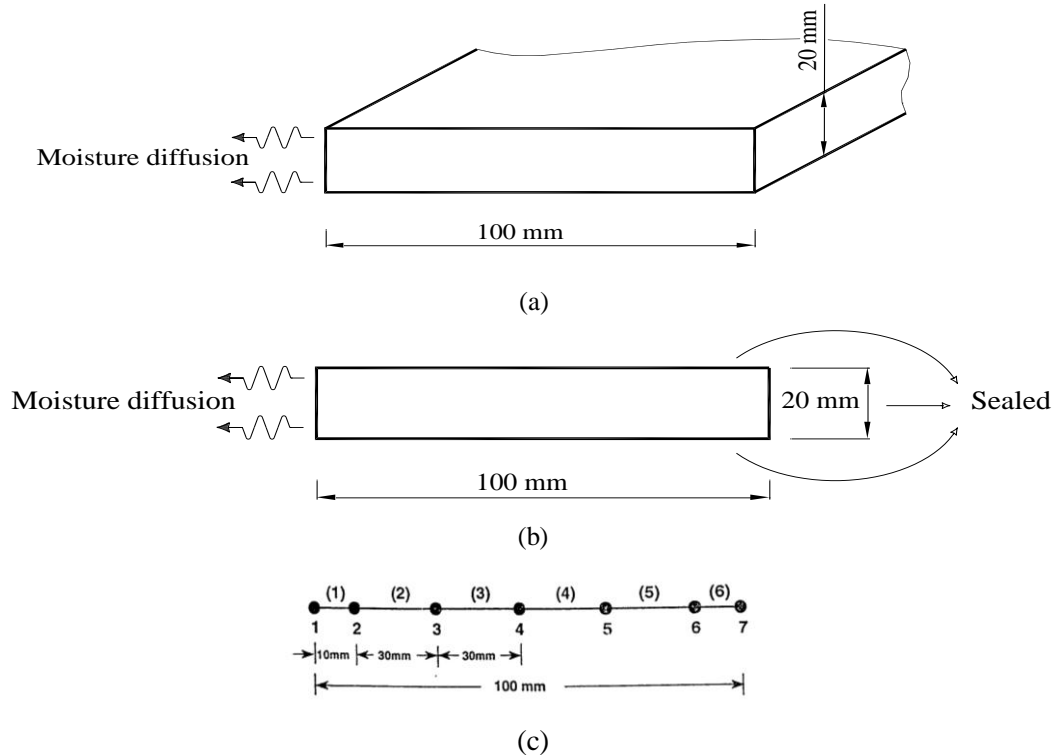 20 mm
Moisture diffusion
100 mm
(a)
Moisture diffusion
20 mm
Sealed
100 mm
(b)
(1) (2) (3) (4) (5) (6)
1 2 3 4 5 6 7
10mm 30mm 30mm
100 mm
(c)